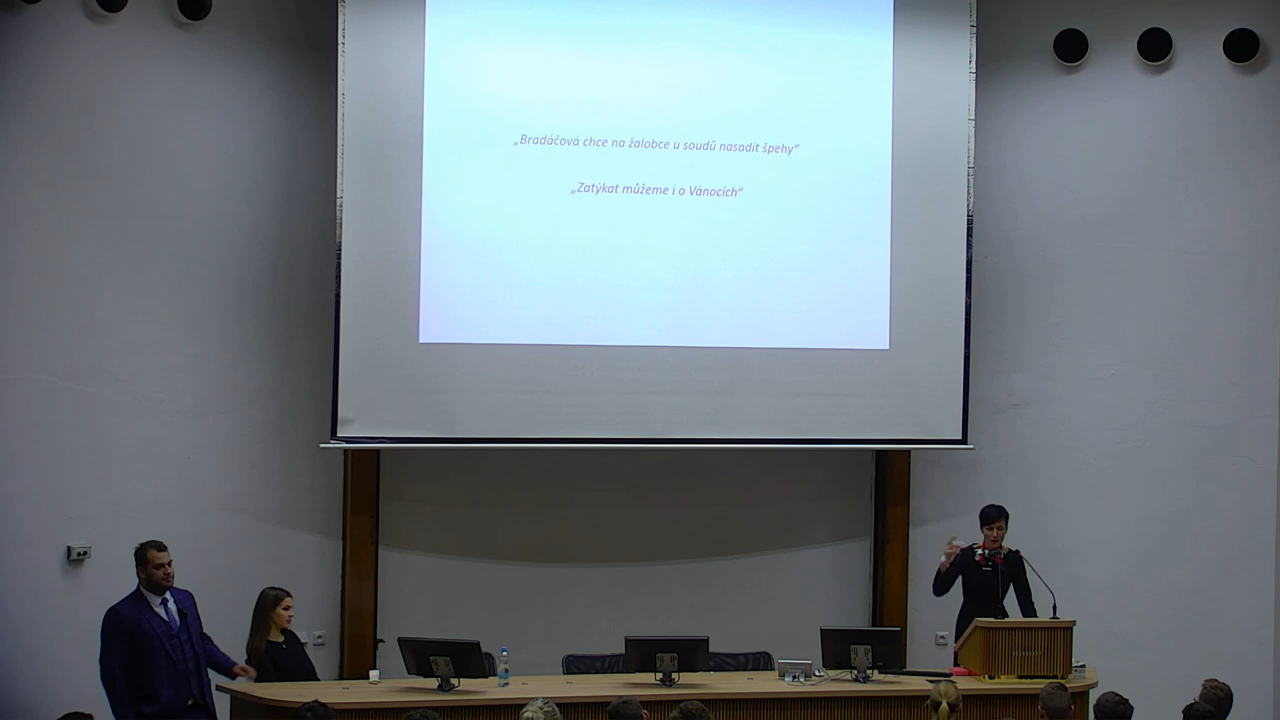 „Bradáčová chce na žalobce u soudů nasadit špehy“
„Zatýkat můžeme i o Vánocích“